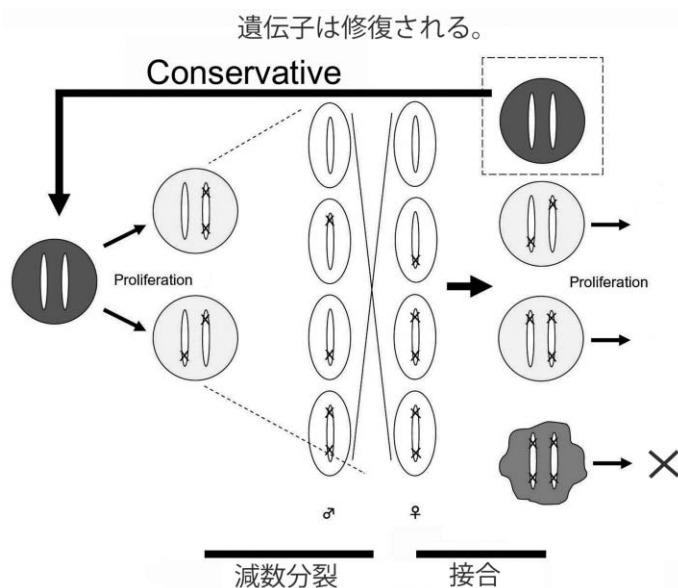 遺伝子は修復される。
Conservative
Proliferation
Proliferation
♂
♀
減数分裂
接合